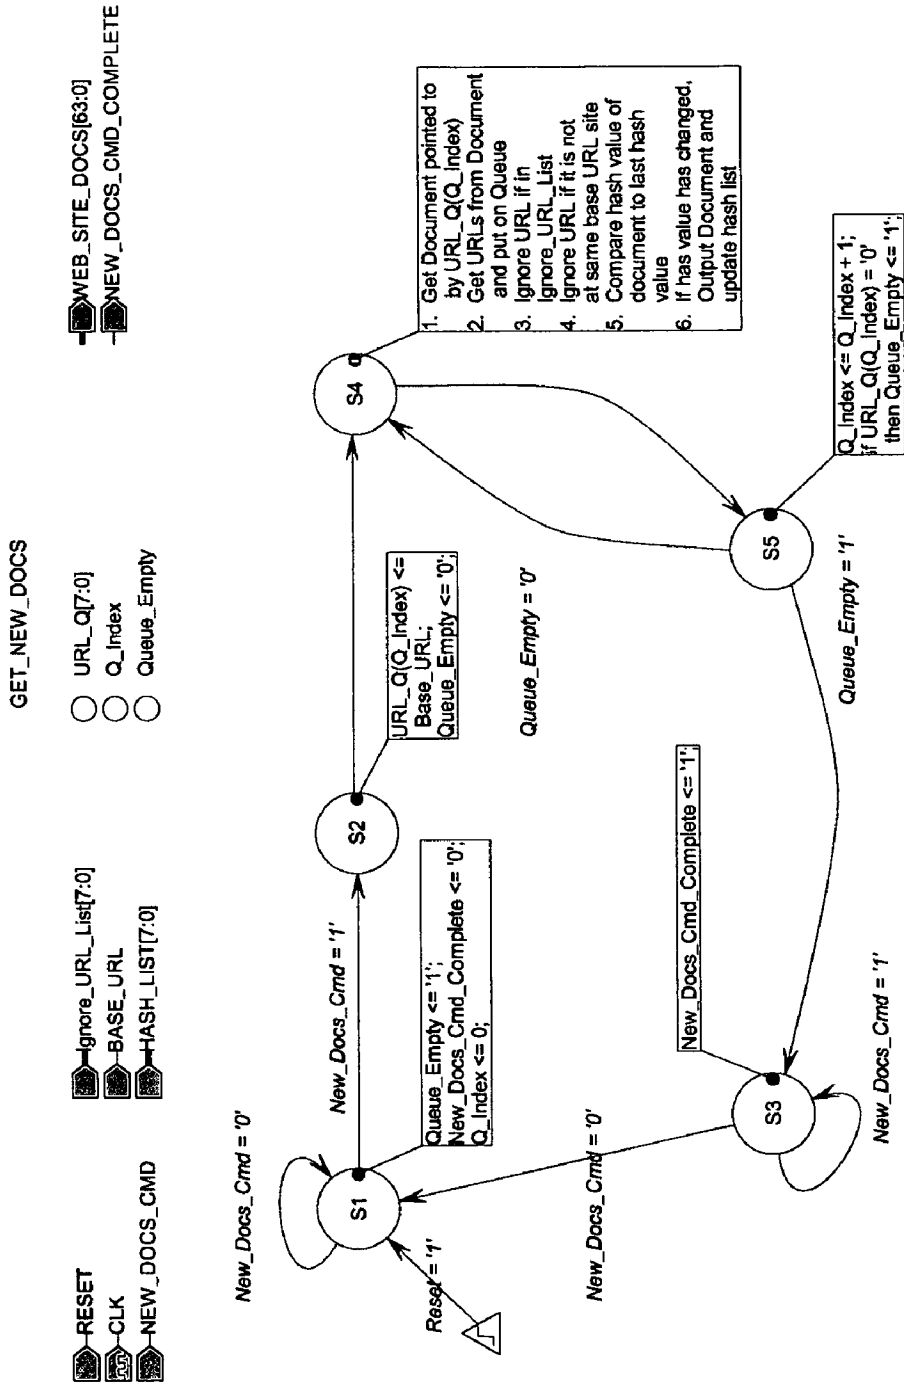 GET_NEW_DOCS
RESET
CLK
NEW_DOCS_CMD
Ignore_URL_List[7:0]
BASE_URL
HASH_LIST[7:0]
URL_Q[7:0]
Q_Index
Queue_Empty
WEB_SITE_DOCS[63:0]
NEW_DOCS_CMD_COMPLETE
New_Docs_Cmd = '0'
S1
Reset = '1'
Queue_Empty <= '1';
New_Docs_Cmd_Complete <= '0';
Q_Index <= 0;
New_Docs_Cmd = '1'
S2
URL_Q(Q_Index) <=
Base_URL;
Queue_Empty <= '0';
S4
1. Get Document pointed to
by URL_Q(Q_Index)
2. Get URLs from Document
and put on Queue
3. Ignore URL if in
Ignore_URL_List
4. Ignore URL if it is not
at same base URL site
5. Compare hash value of
document to last hash
value
6. If has value has changed,
Output Document and
update hash list
Queue_Empty = '0'
S5
Q_Index <= Q_Index + 1;
if URL_Q(Q_Index) = '0'
then Queue_Empty <= '1';
Queue_Empty = '1'
New_Docs_Cmd_Complete <= '1';
S3
New_Docs_Cmd = '0'
New_Docs_Cmd = '1'